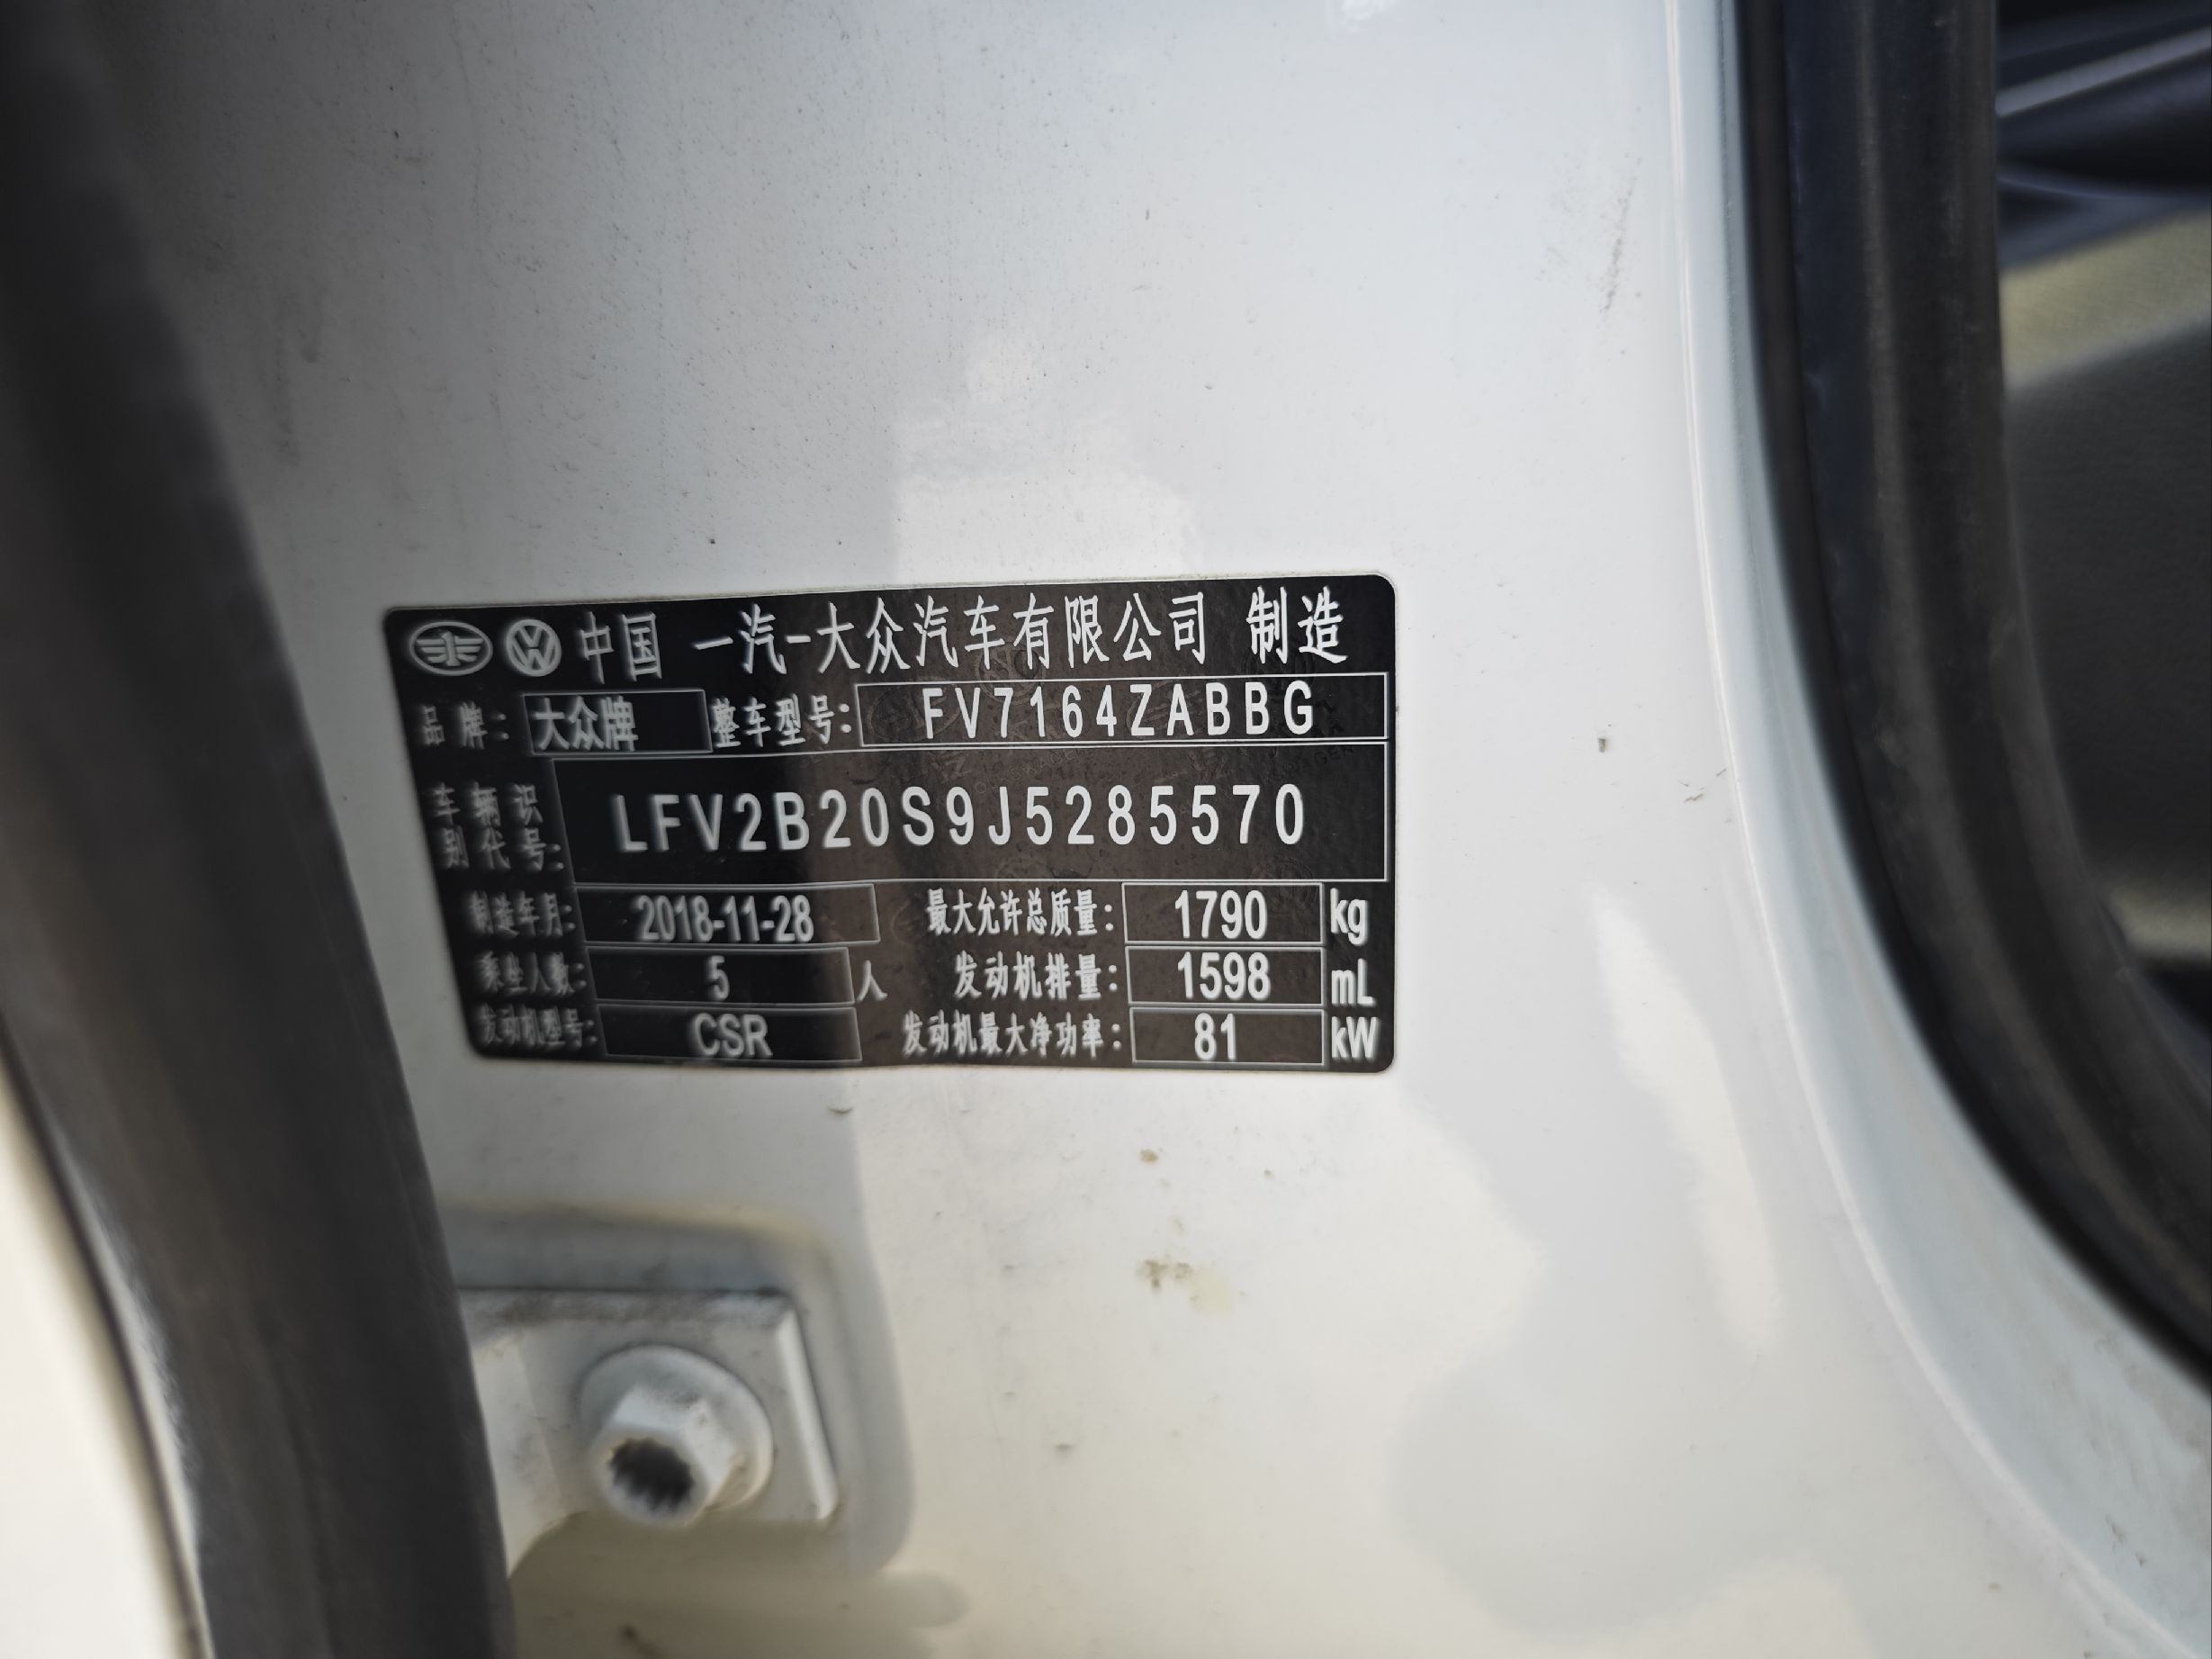 中国 一汽-大众汽车有限公司 制造
品牌: 大众牌 整车型号: FV7164ZABBG
车辆识别代号: LFV2B20S9J5285570
制造年月: 2018-11-28 最大允许总质量: 1790 kg
乘坐人数: 5 人 发动机排量: 1598 mL
发动机型号: CSR 发动机最大净功率: 81 kW